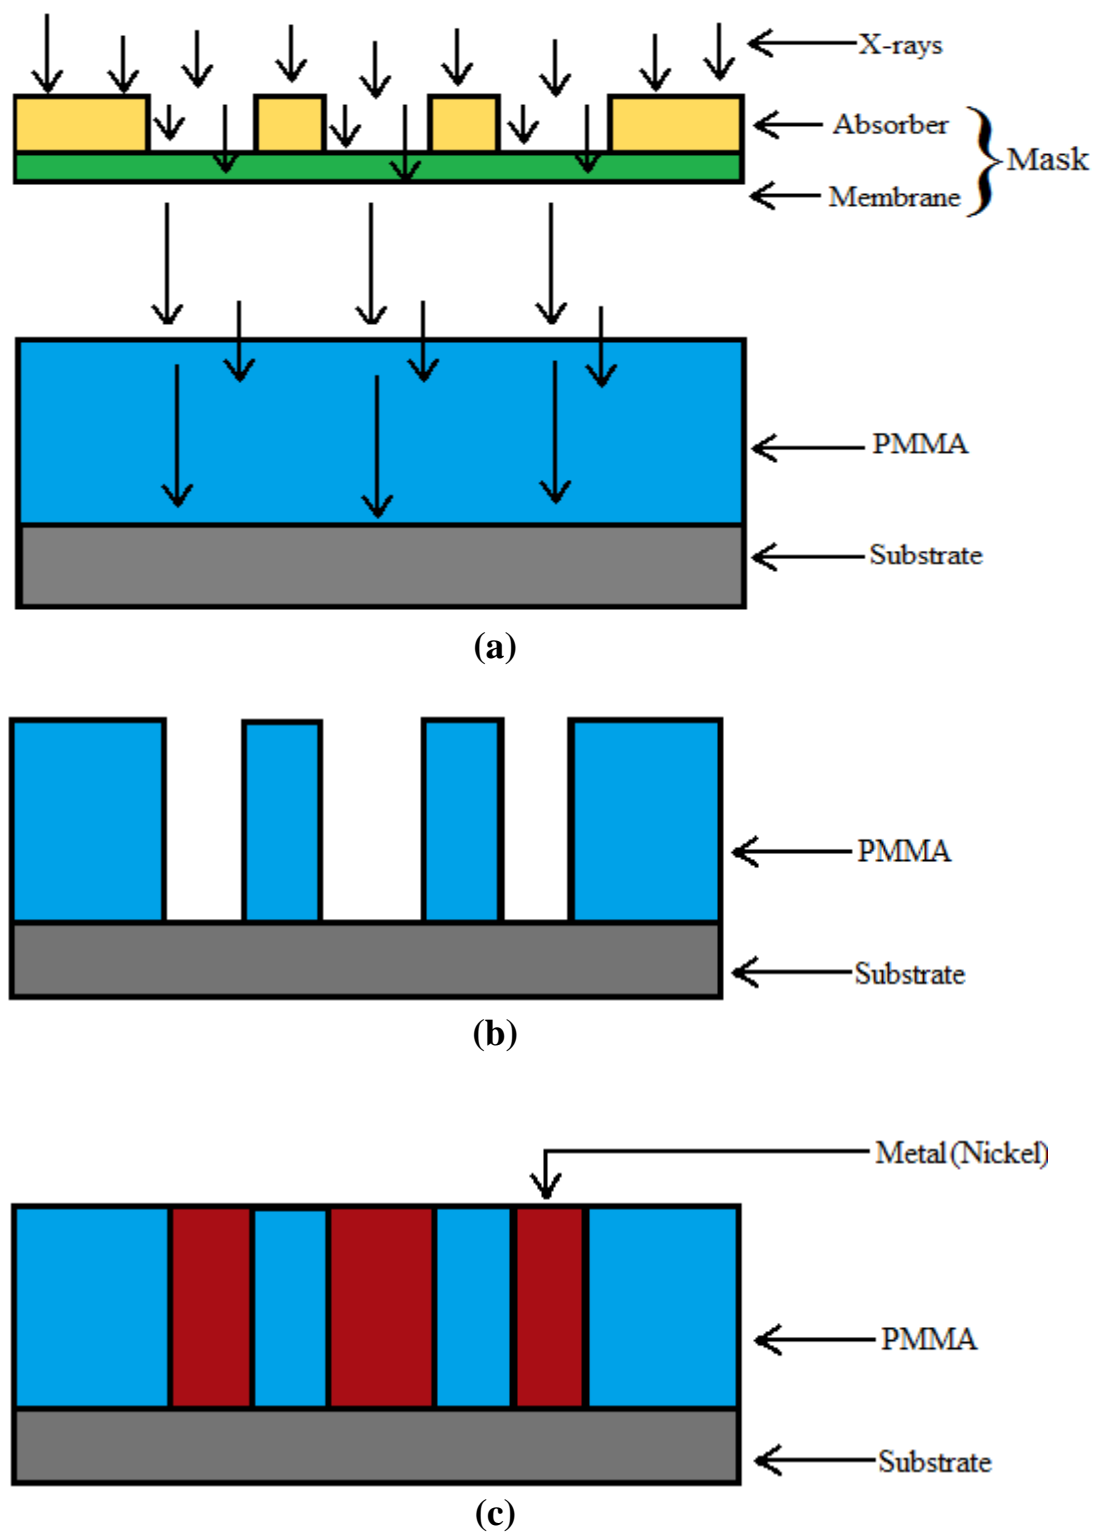 X-rays
Absorber
Mask
Membrane
PMMA
Substrate
(a)
PMMA
Substrate
(b)
Metal(Nickel)
PMMA
Substrate
(c)